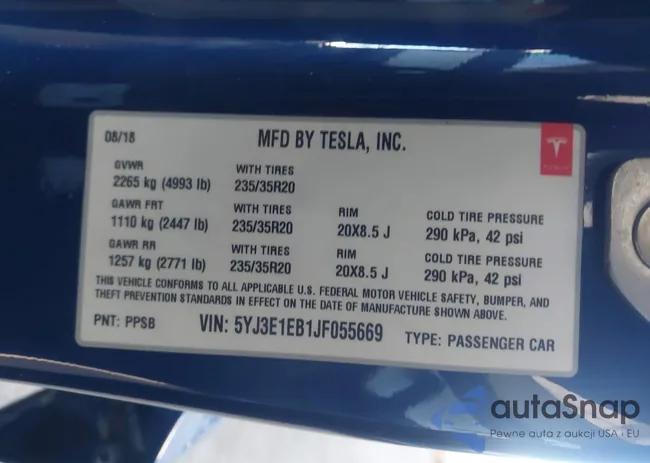 08/18 MFD BY TESLA, INC.
GVWR WITH TIRES
2265 kg (4993 lb) 235/35R20
GAWR FRT WITH TIRES RIM COLD TIRE PRESSURE
1110 kg (2447 lb) 235/35R20 20X8.5 J 290 kPa, 42 psi
GAWR RR WITH TIRES RIM COLD TIRE PRESSURE
1257 kg (2771 lb) 235/35R20 20X8.5 J 290 kPa, 42 psi
THIS VEHICLE CONFORMS TO ALL APPLICABLE U.S. FEDERAL MOTOR VEHICLE SAFETY, BUMPER, AND
THEFT PREVENTION STANDARDS IN EFFECT ON THE DATE OF MANUFACTURE SHOWN ABOVE.
PNT: PPSB VIN: 5YJ3E1EB1JF055669 TYPE: PASSENGER CAR
autaSnap
Pewne auta z aukcji USA i EU